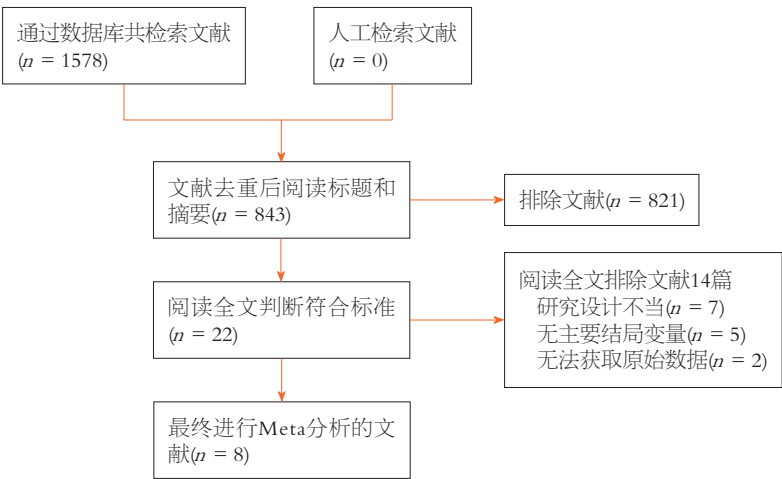 通过数据库共检索文献
(n = 1578)
人工检索文献
(n = 0)
文献去重后阅读标题和
摘要(n = 843)
排除文献(n = 821)
阅读全文判断符合标准
(n = 22)
阅读全文排除文献14篇
研究设计不当(n = 7)
无主要结局变量(n = 5)
无法获取原始数据(n = 2)
最终进行Meta分析的文
献(n = 8)